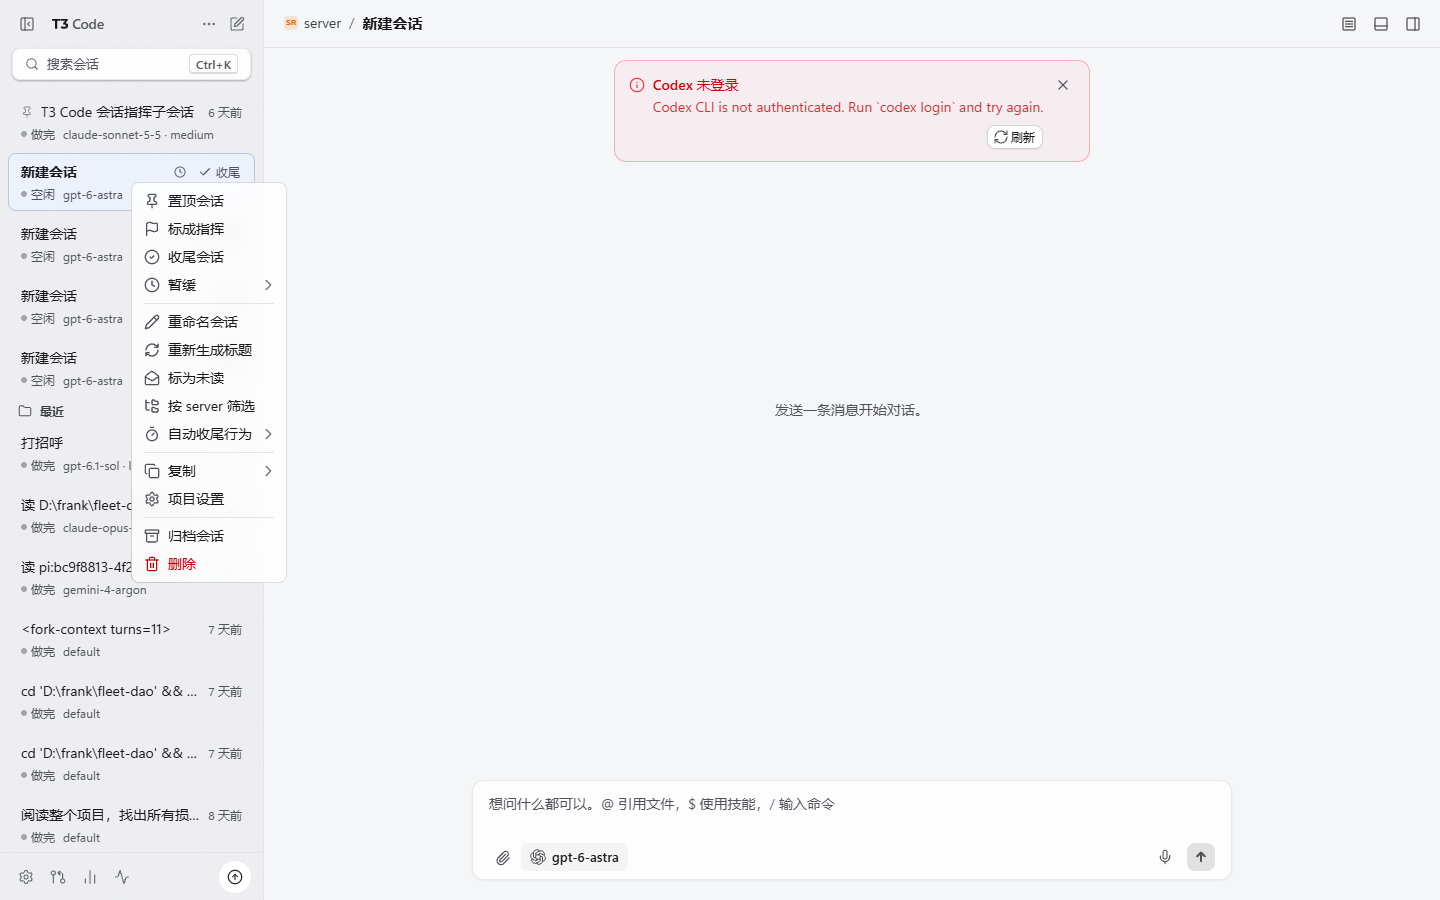 T3 Code
搜索会话 Ctrl+K
T3 Code 会话指挥子会话 6 天前
做完 claude-sonnet-5-5 · medium
新建会话 收尾
空闲 gpt-6-astra
新建会话
空闲 gpt-6-astra
新建会话
空闲 gpt-6-astra
新建会话
空闲 gpt-6-astra
最近
打招呼
做完 gpt-6.1-sol ·
读 D:\frank\fleet-d
做完 claude-opus-
读 pi:bc9f8813-4f2
做完 gemini-4-argon
<fork-context turns=11> 7 天前
做完 default
cd 'D:\frank\fleet-dao' && ... 7 天前
做完 default
cd 'D:\frank\fleet-dao' && ... 7 天前
做完 default
阅读整个项目，找出所有损... 8 天前
做完 default
置顶会话
标成指挥
收尾会话
暂缓
重命名会话
重新生成标题
标为未读
按 server 筛选
自动收尾行为
复制
项目设置
归档会话
删除
SR server / 新建会话
Codex 未登录
Codex CLI is not authenticated. Run `codex login` and try again.
刷新
发送一条消息开始对话。
想问什么都可以。@ 引用文件，$ 使用技能，/ 输入命令
gpt-6-astra